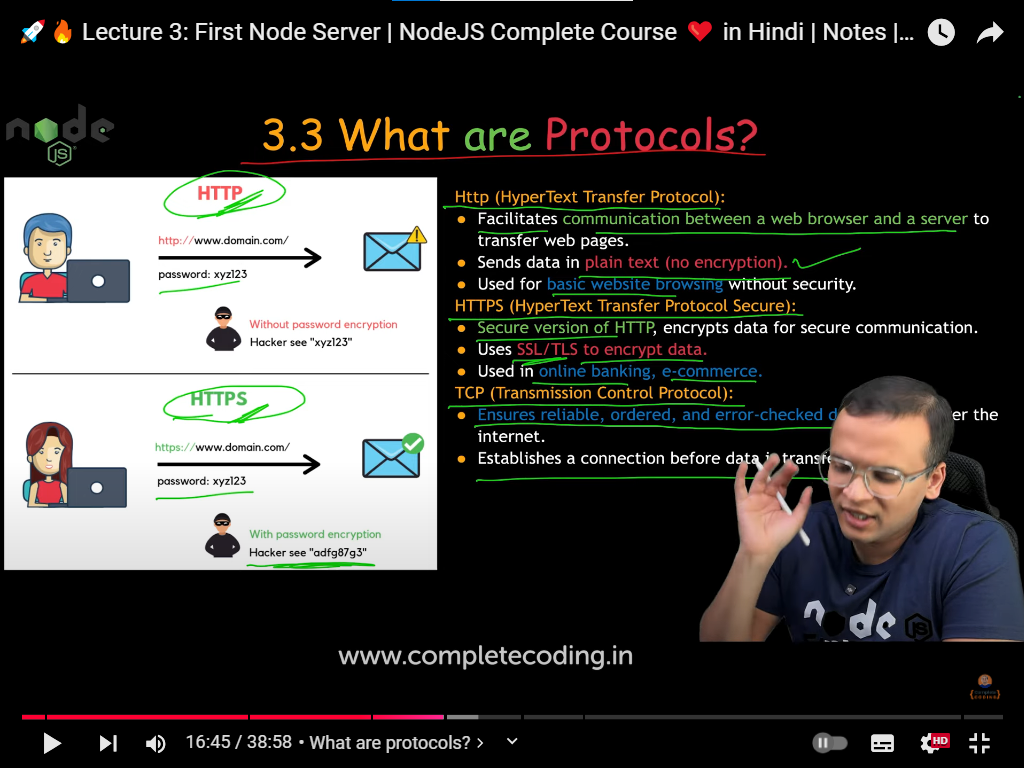 🚀🔥 Lecture 3: First Node Server | NodeJS Complete Course ❤️ in Hindi | Notes |...
node
JS
3.3 What are Protocols?
HTTP
http://www.domain.com/
password: xyz123
Without password encryption
Hacker see "xyz123"
HTTPS
https://www.domain.com/
password: xyz123
With password encryption
Hacker see "adfg87g3"
Http (HyperText Transfer Protocol):
• Facilitates communication between a web browser and a server to
transfer web pages.
• Sends data in plain text (no encryption).
• Used for basic website browsing without security.
HTTPS (HyperText Transfer Protocol Secure):
• Secure version of HTTP, encrypts data for secure communication.
• Uses SSL/TLS to encrypt data.
• Used in online banking, e-commerce.
TCP (Transmission Control Protocol):
• Ensures reliable, ordered, and error-checked the
internet.
• Establishes a connection before data
node
JS
www.completecoding.in
16:45 / 38:58 • What are protocols? >
HD